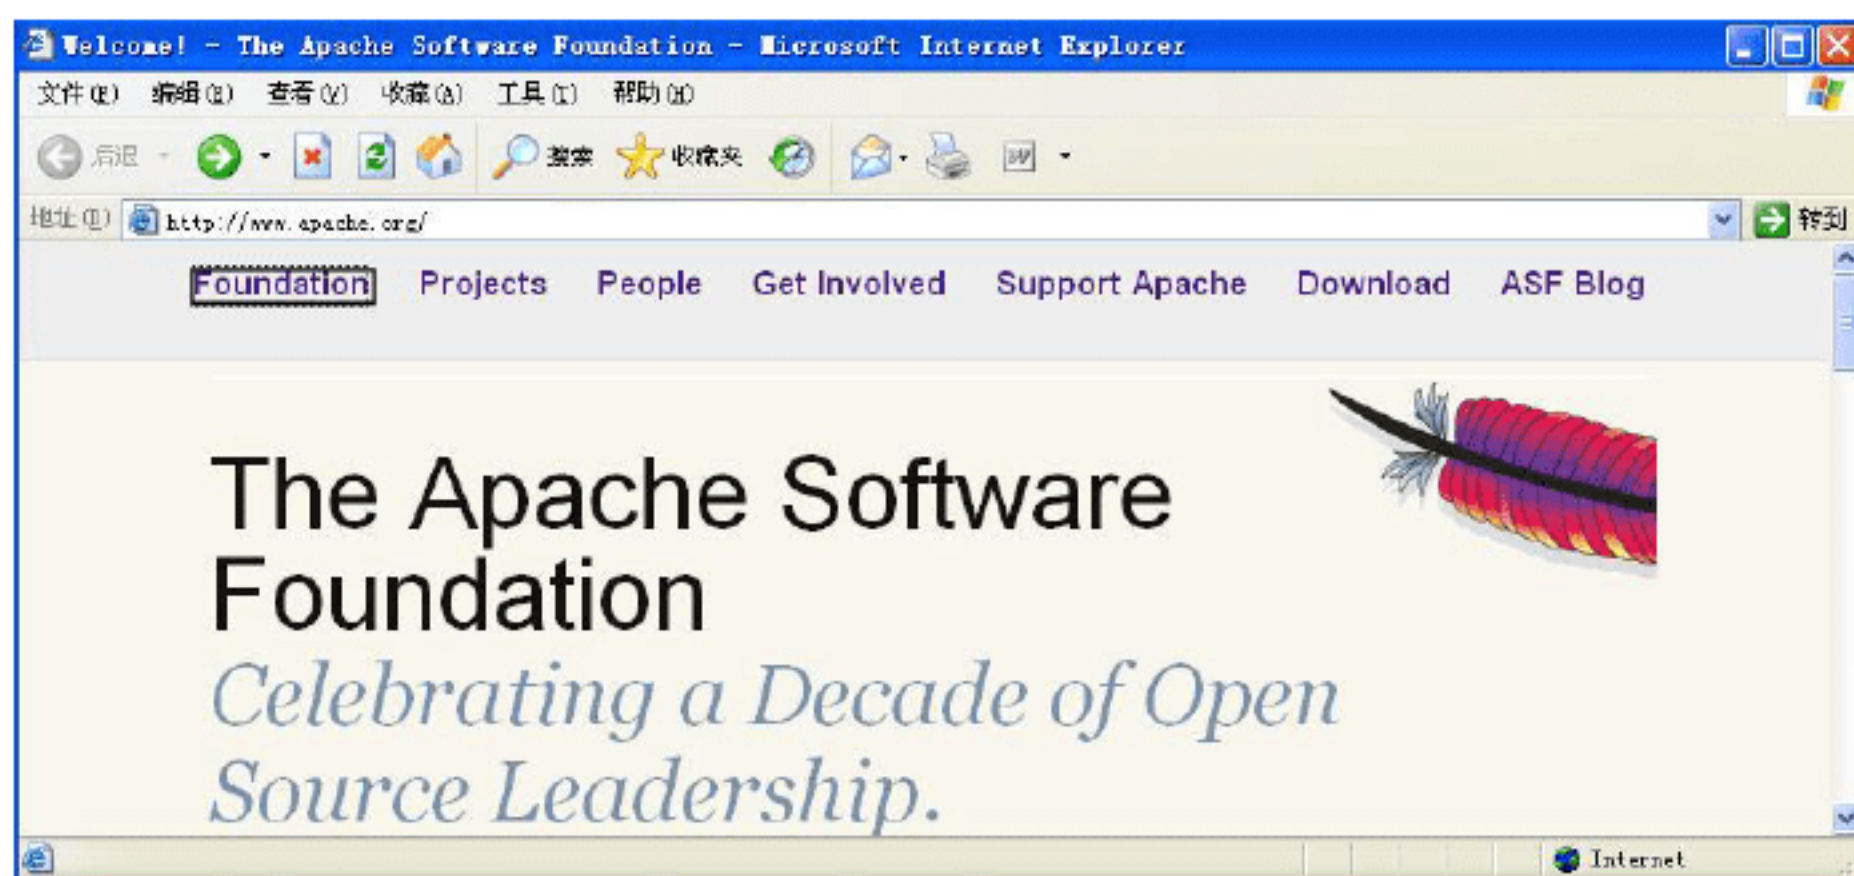 Welcome! - The Apache Software Foundation - Microsoft Internet Explorer
文件(F) 编辑(E) 查看(V) 收藏(A) 工具(T) 帮助(H)
后退 搜索 收藏夹
地址(D) http://www.apache.org/ 转到
Foundation Projects People Get Involved Support Apache Download ASF Blog
The Apache Software
Foundation
Celebrating a Decade of Open
Source Leadership.
Internet